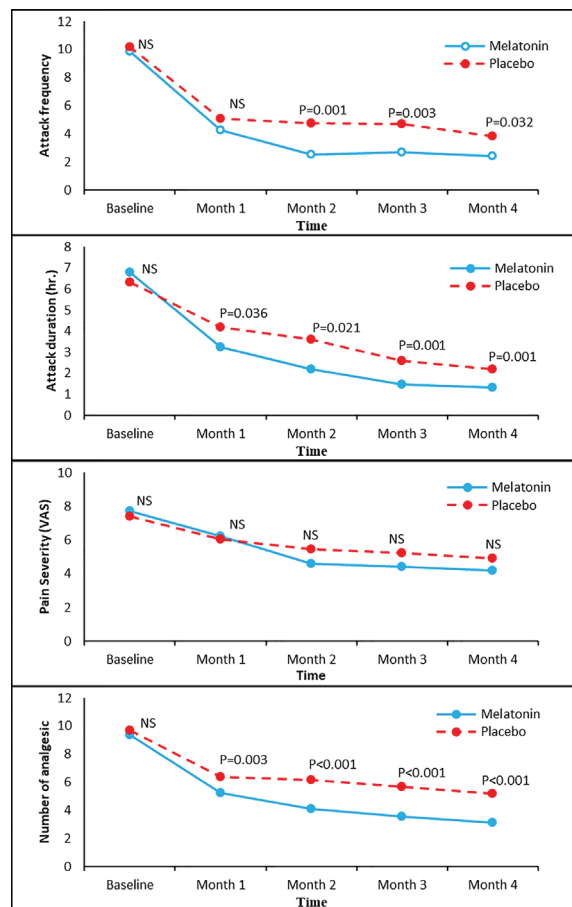 Attack frequency
12
10
8
6
4
2
0
NS
NS
P=0.001
P=0.003
P=0.032
Melatonin
Placebo
Baseline
Month 1
Month 2
Month 3
Month 4
Time
Attack duration (hr.)
8
7
6
5
4
3
2
1
0
NS
P=0.036
P=0.021
P=0.001
P=0.001
Melatonin
Placebo
Baseline
Month 1
Month 2
Month 3
Month 4
Time
Pain Severity (VAS)
10
8
6
4
2
0
NS
NS
NS
NS
NS
Melatonin
Placebo
Baseline
Month 1
Month 2
Month 3
Month 4
Time
Number of analgesic
12
10
8
6
4
2
0
NS
P=0.003
P<0.001
P<0.001
P<0.001
Melatonin
Placebo
Baseline
Month 1
Month 2
Month 3
Month 4
Time